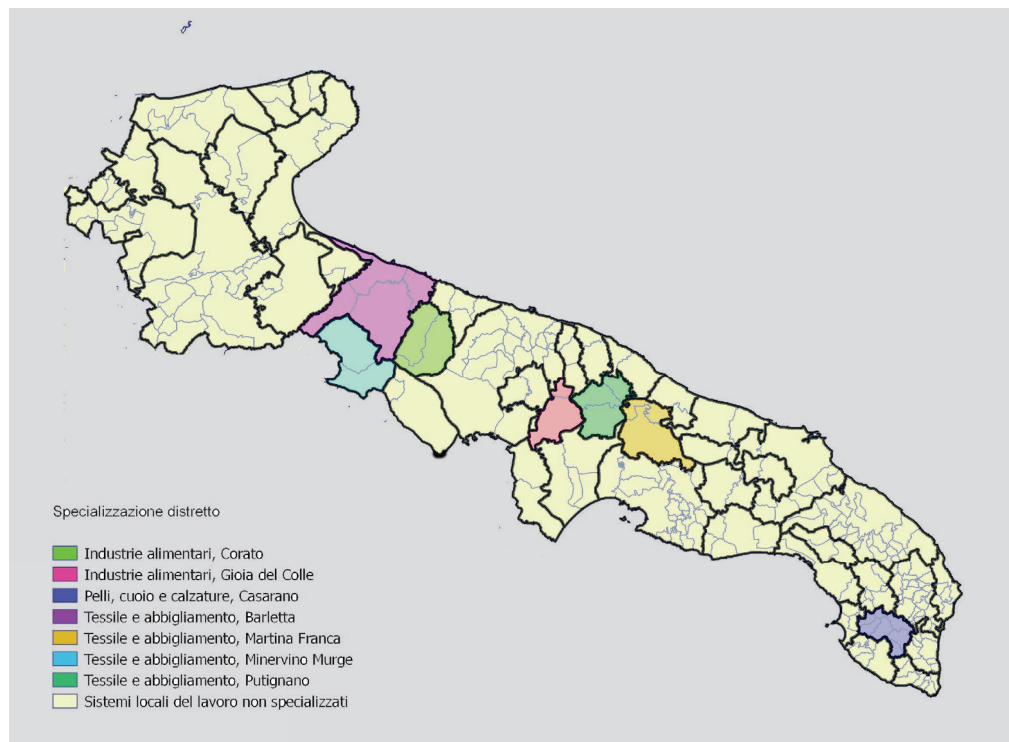 Specializzazione distretto
Industrie alimentari, Corato
Industrie alimentari, Gioia del Colle
Pelli, cuoio e calzature, Casarano
Tessile e abbigliamento, Barletta
Tessile e abbigliamento, Martina Franca
Tessile e abbigliamento, Minervino Murge
Tessile e abbigliamento, Putignano
Sistemi locali del lavoro non specializzati